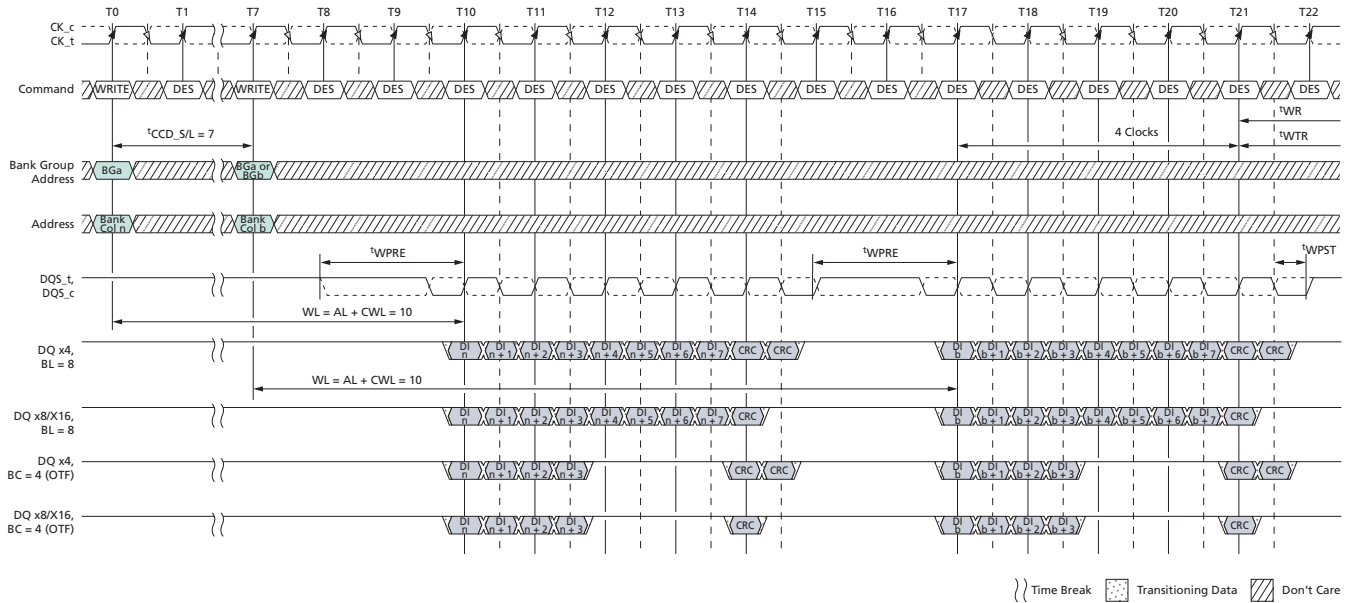 T0 T1 T7 T8 T9 T10 T11 T12 T13 T14 T15 T16 T17 T18 T19 T20 T21 T22
CK_c
CK_t
Command WRITE DES WRITE DES DES DES DES DES DES DES DES DES DES DES DES DES DES DES
tWR
tCCD_S/L = 7
4 Clocks
tWTR
Bank Group
Address
BGa
BGa or
BGb
Address
Bank
Col n
Bank
Col b
tWPRE
tWPRE
tWPST
DQS_t,
DQS_c
WL = AL + CWL = 10
DQ x4,
BL = 8
DI
n
DI
n + 1
DI
n + 2
DI
n + 3
DI
n + 4
DI
n + 5
DI
n + 6
DI
n + 7
CRC
CRC
DI
b
DI
b + 1
DI
b + 2
DI
b + 3
DI
b + 4
DI
b + 5
DI
b + 6
DI
b + 7
CRC
CRC
WL = AL + CWL = 10
DQ x8/X16,
BL = 8
DI
n
DI
n + 1
DI
n + 2
DI
n + 3
DI
n + 4
DI
n + 5
DI
n + 6
DI
n + 7
CRC
DI
b
DI
b + 1
DI
b + 2
DI
b + 3
DI
b + 4
DI
b + 5
DI
b + 6
DI
b + 7
CRC
DQ x4,
BC = 4 (OTF)
DI
n
DI
n + 1
DI
n + 2
DI
n + 3
CRC
CRC
DI
b
DI
b + 1
DI
b + 2
DI
b + 3
CRC
CRC
DQ x8/X16,
BC = 4 (OTF)
DI
n
DI
n + 1
DI
n + 2
DI
n + 3
CRC
DI
b
DI
b + 1
DI
b + 2
DI
b + 3
CRC
Time Break Transitioning Data Don't Care